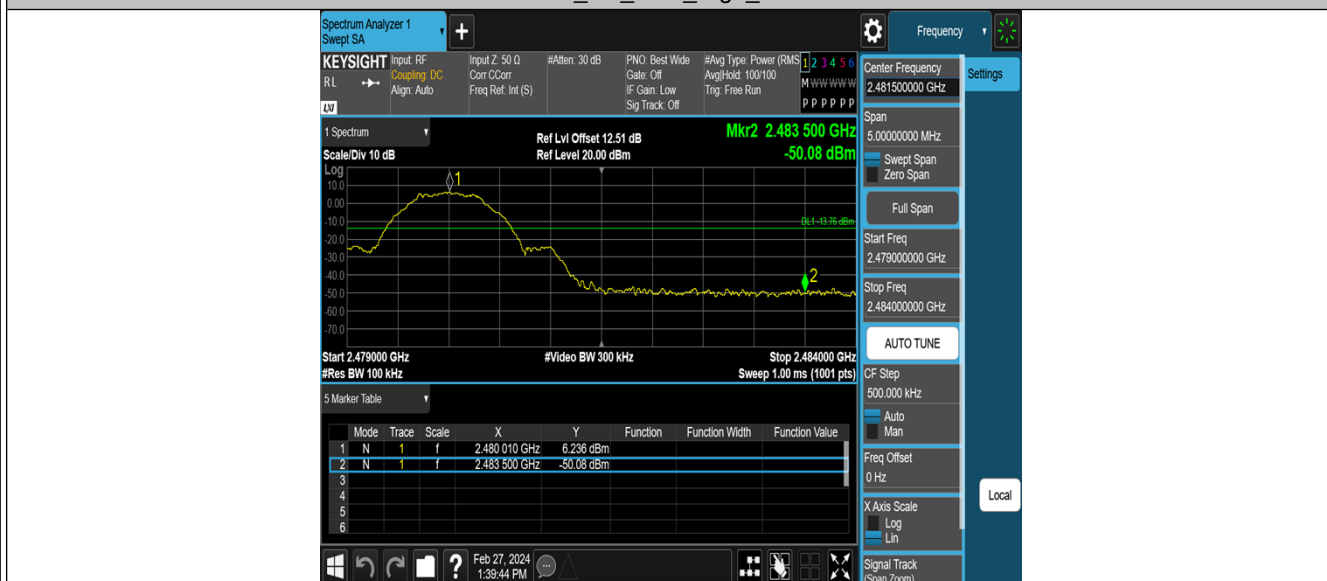 Spectrum Analyzer 1
Swept SA
Frequency
KEYSIGHT
RL
LXI
Input: RF
Coupling: DC
Align: Auto
Input Z: 50 Ω
Corr CCorr
Freq Ref: Int (S)
#Atten: 30 dB
PNO: Best Wide
Gate: Off
IF Gain: Low
Sig Track: Off
#Avg Type: Power (RMS
Avg|Hold: 100/100
Trig: Free Run
1 2 3 4 5 6
M W W W W W
P P P P P P
Center Frequency
2.481500000 GHz
Settings
Span
5.00000000 MHz
Swept Span
Zero Span
Full Span
Start Freq
2.479000000 GHz
Stop Freq
2.484000000 GHz
AUTO TUNE
CF Step
500.000 kHz
Auto
Man
Freq Offset
0 Hz
X Axis Scale
Log
Lin
Signal Track
(Span Zoom)
Local
1 Spectrum
Scale/Div 10 dB
Ref Lvl Offset 12.51 dB
Ref Level 20.00 dBm
Mkr2 2.483 500 GHz
-50.08 dBm
Log
10.0
0.00
-10.0
-20.0
-30.0
-40.0
-50.0
-60.0
-70.0
1
DL1 -13.76 dBm
2
Start 2.479000 GHz
#Res BW 100 kHz
#Video BW 300 kHz
Stop 2.484000 GHz
Sweep 1.00 ms (1001 pts)
5 Marker Table
Mode Trace Scale X Y Function Function Width Function Value
1 N 1 f 2.480 010 GHz 6.236 dBm
2 N 1 f 2.483 500 GHz -50.08 dBm
3
4
5
6
?
Feb 27, 2024
1:39:44 PM